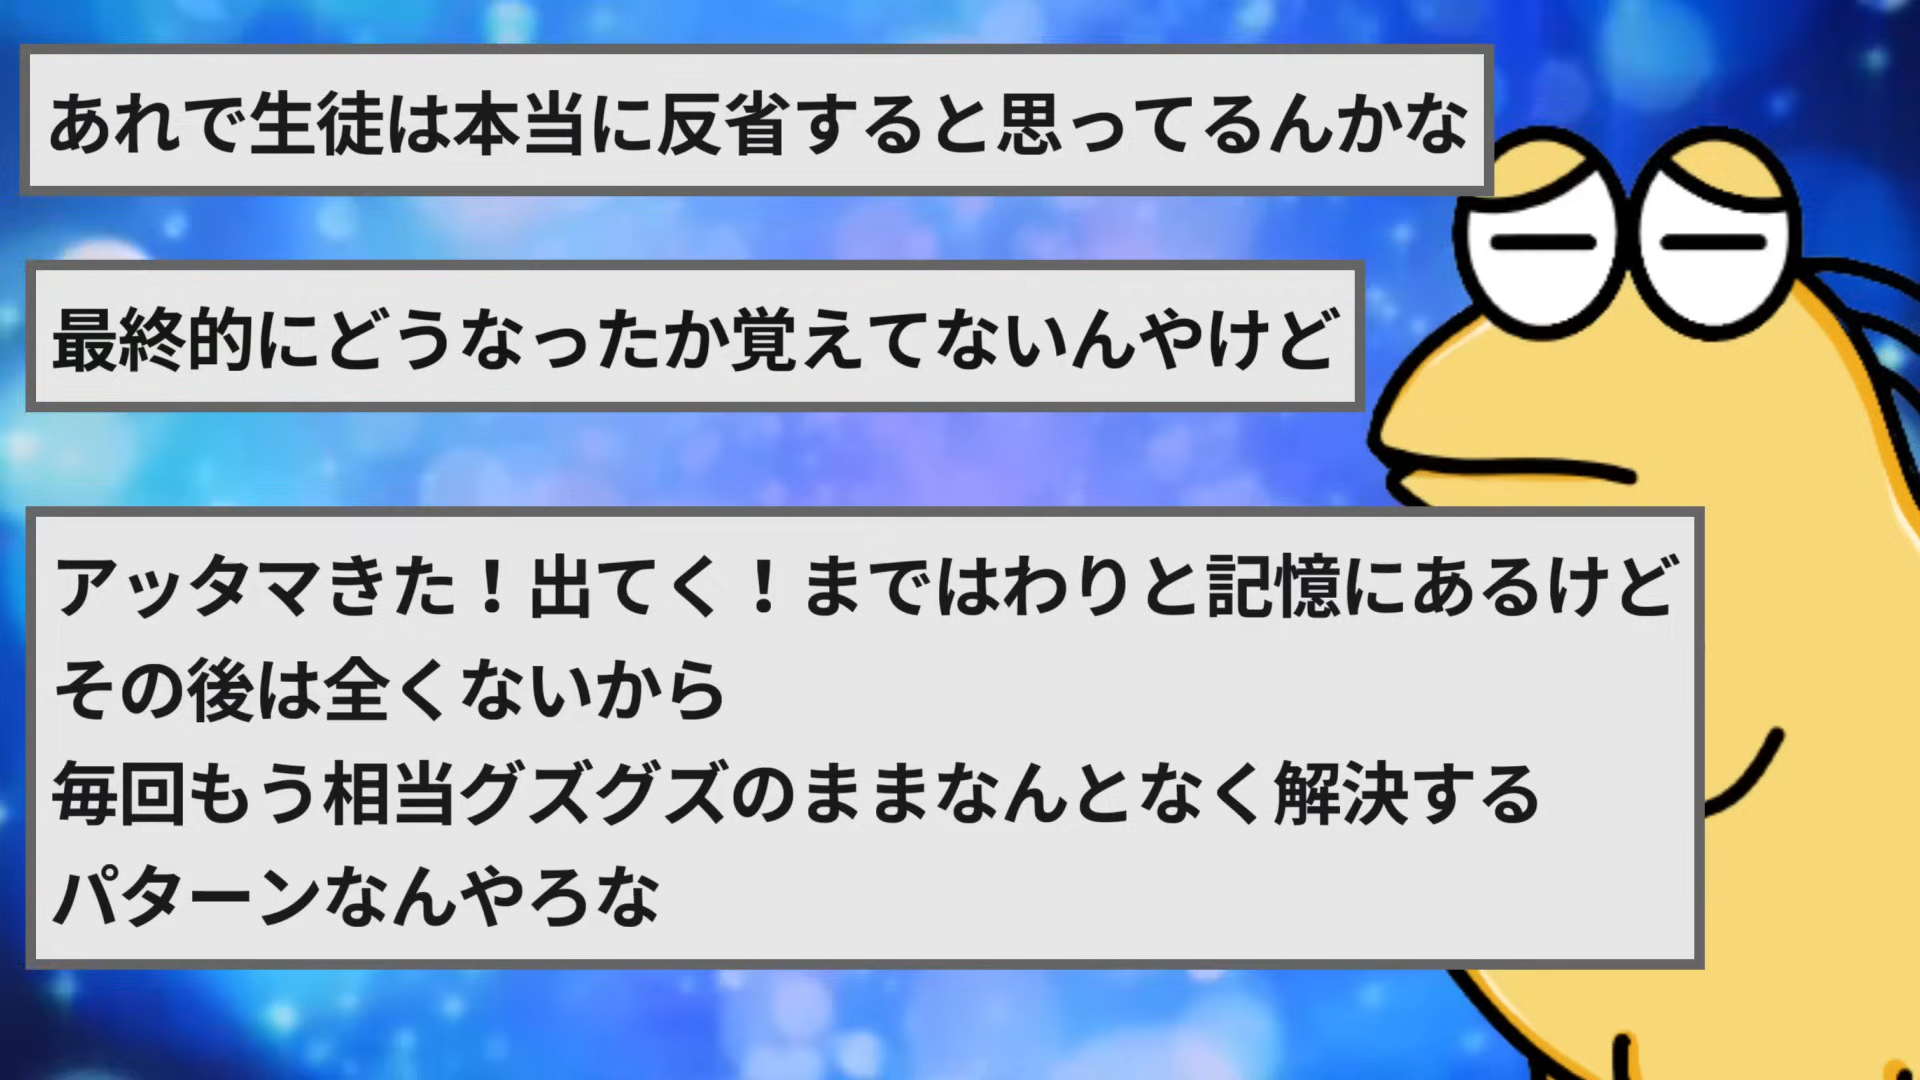 あれで生徒は本当に反省すると思ってるんかな
最終的にどうなったか覚えてないんやけど
アッタマきた！出てく！まではわりと記憶にあるけど
その後は全くないから
毎回もう相当グズグズのままなんとなく解決する
パターンなんやろな